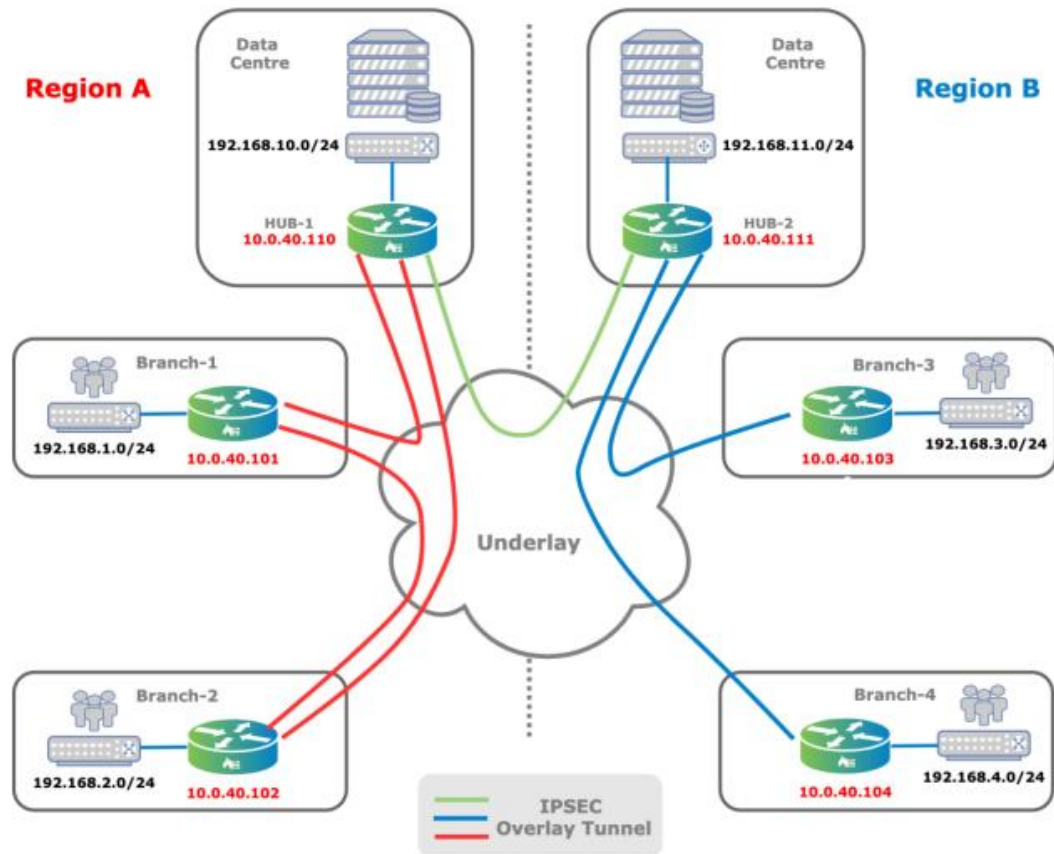 Data
Centre
Data
Centre
Region A
Region B
192.168.10.0/24
192.168.11.0/24
HUB-1
10.0.40.110
HUB-2
10.0.40.111
Branch-1
Branch-3
192.168.1.0/24
10.0.40.101
10.0.40.103
192.168.3.0/24
Underlay
Branch-2
Branch-4
192.168.2.0/24
10.0.40.102
10.0.40.104
192.168.4.0/24
IPSEC
Overlay Tunnel